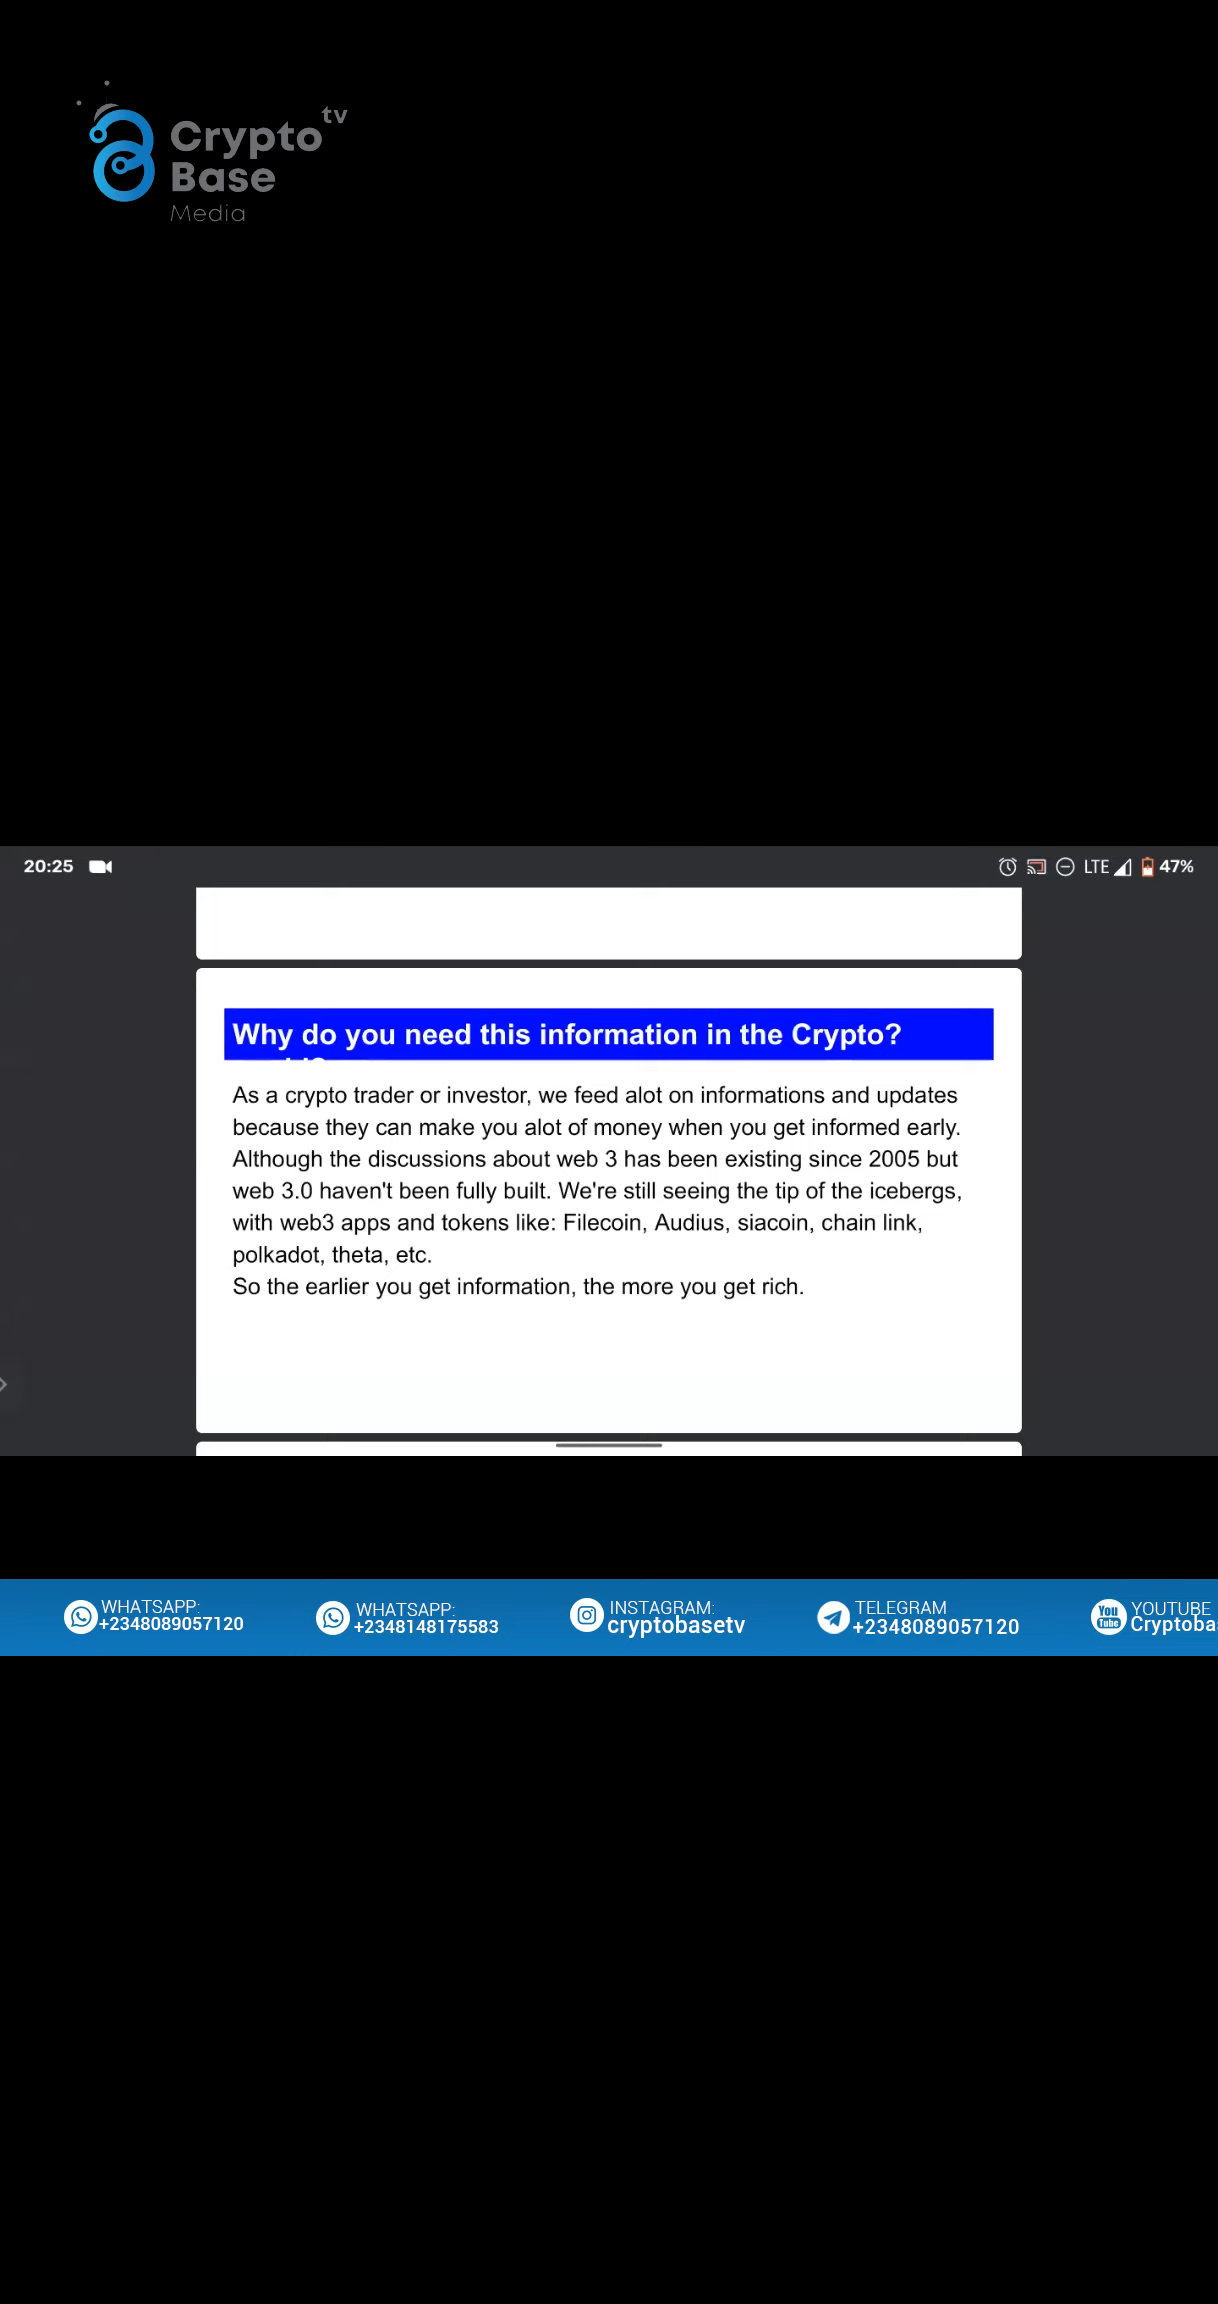 Crypto tv
Base
Media
20:25
LTE 47%
Why do you need this information in the Crypto?
As a crypto trader or investor, we feed alot on informations and updates
because they can make you alot of money when you get informed early.
Although the discussions about web 3 has been existing since 2005 but
web 3.0 haven't been fully built. We're still seeing the tip of the icebergs,
with web3 apps and tokens like: Filecoin, Audius, siacoin, chain link,
polkadot, theta, etc.
So the earlier you get information, the more you get rich.
WHATSAPP:
+2348089057120
WHATSAPP:
+2348148175583
INSTAGRAM:
cryptobasetv
TELEGRAM
+2348089057120
You
Tube
YOUTUBE